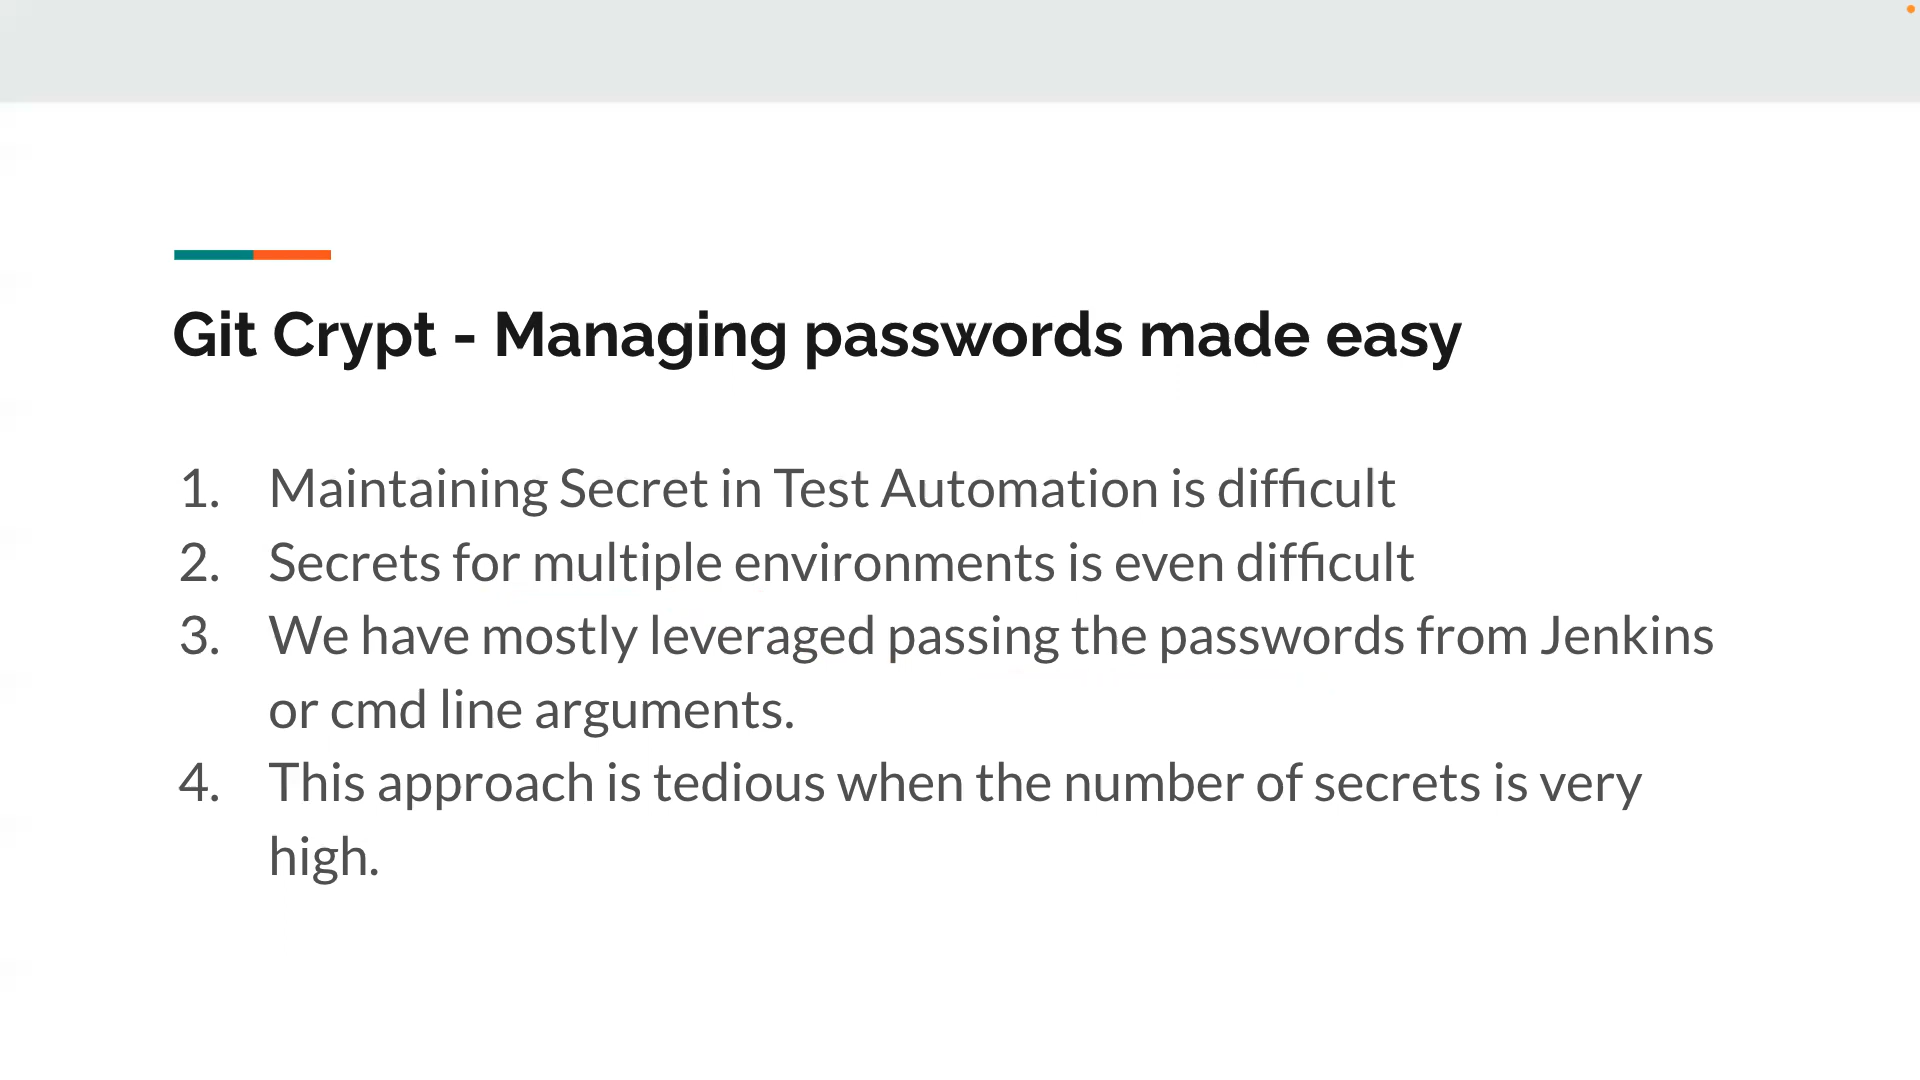 Git Crypt - Managing passwords made easy
1. Maintaining Secret in Test Automation is difficult
2. Secrets for multiple environments is even difficult
3. We have mostly leveraged passing the passwords from Jenkins
or cmd line arguments.
4. This approach is tedious when the number of secrets is very
high.